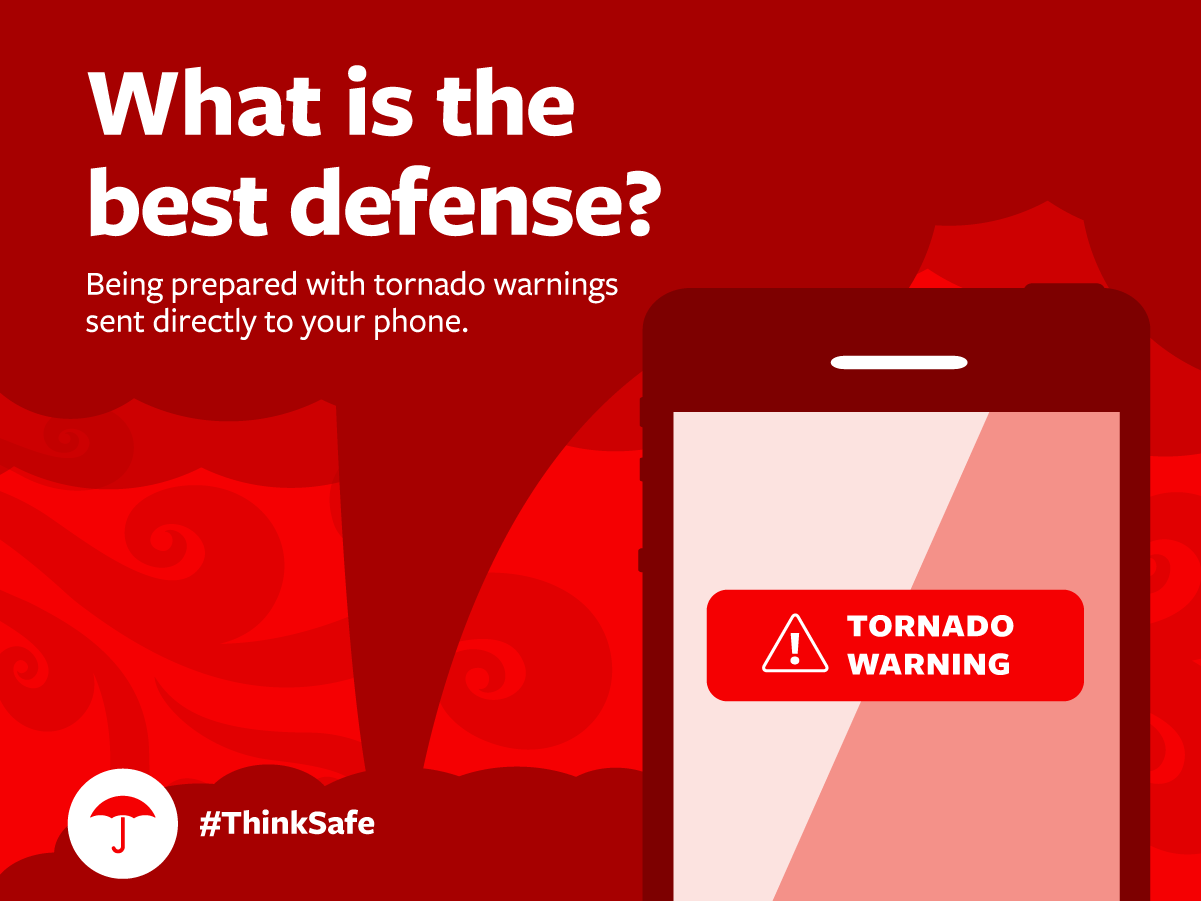 What is the
best defense?
Being prepared with tornado warnings
sent directly to your phone.
TORNADO
WARNING
#ThinkSafe